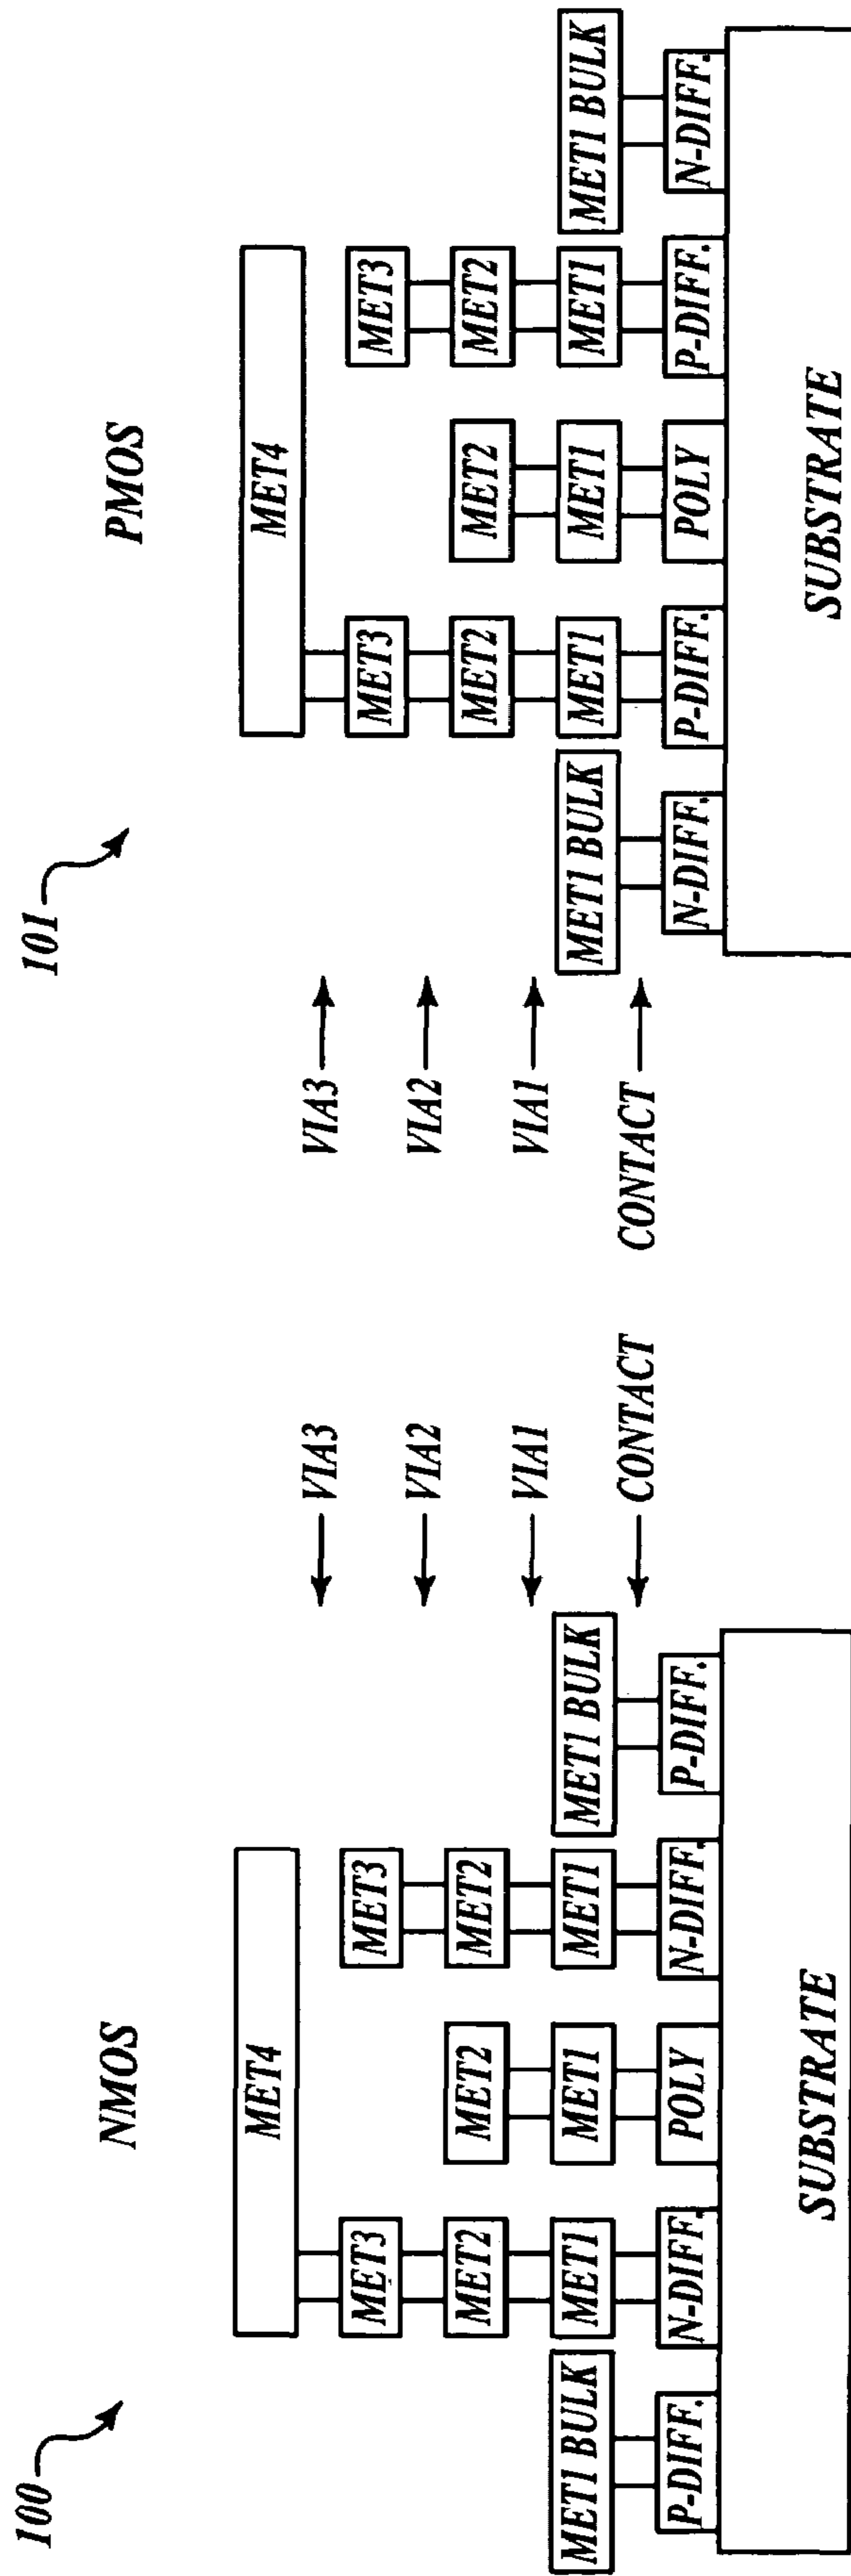 100
NMOS
MET4
MET3
MET3
MET2
MET2
MET2
MET1 BULK
MET1
MET1
MET1
MET1 BULK
P-DIFF.
N-DIFF.
POLY
N-DIFF.
P-DIFF.
SUBSTRATE
VIA3
VIA2
VIA1
CONTACT
101
PMOS
VIA3
VIA2
VIA1
CONTACT
MET4
MET3
MET3
MET2
MET2
MET2
MET1 BULK
MET1
MET1
MET1
MET1 BULK
N-DIFF.
P-DIFF.
POLY
P-DIFF.
N-DIFF.
SUBSTRATE